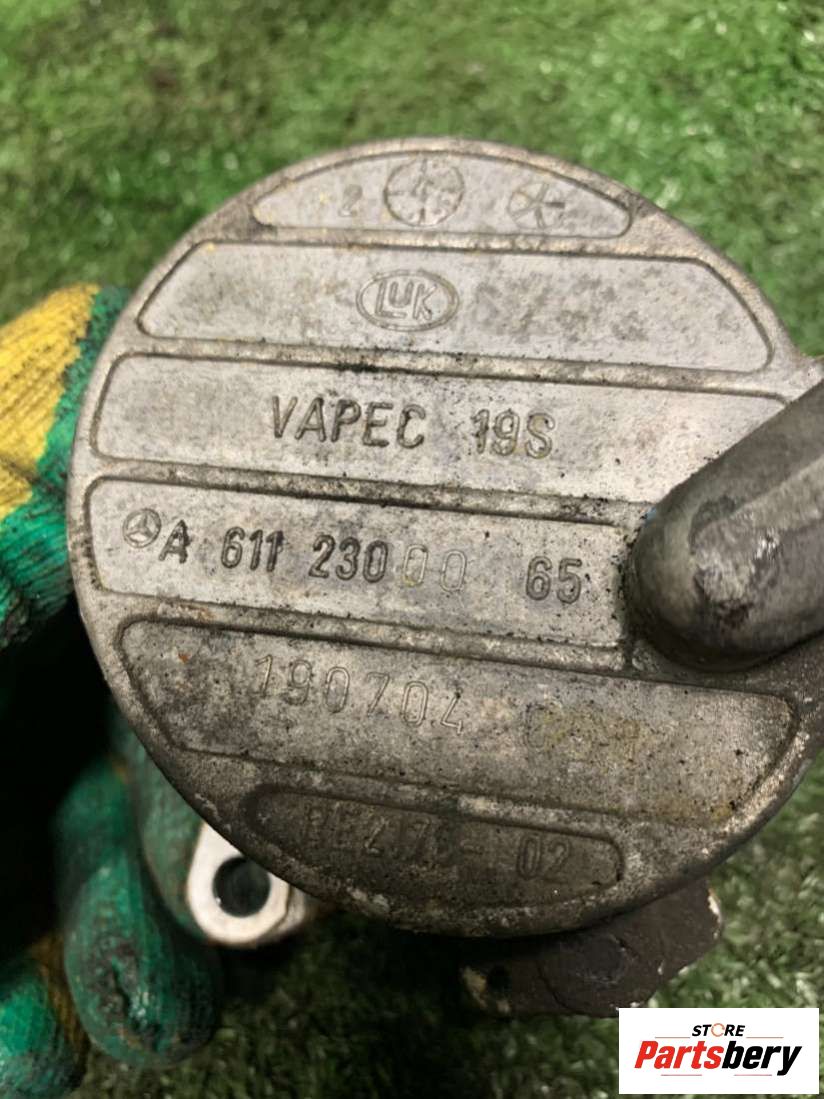 2
LUK
VAPEC 19S
A 611 230 00 65
190704
02
STORE
Partsbery